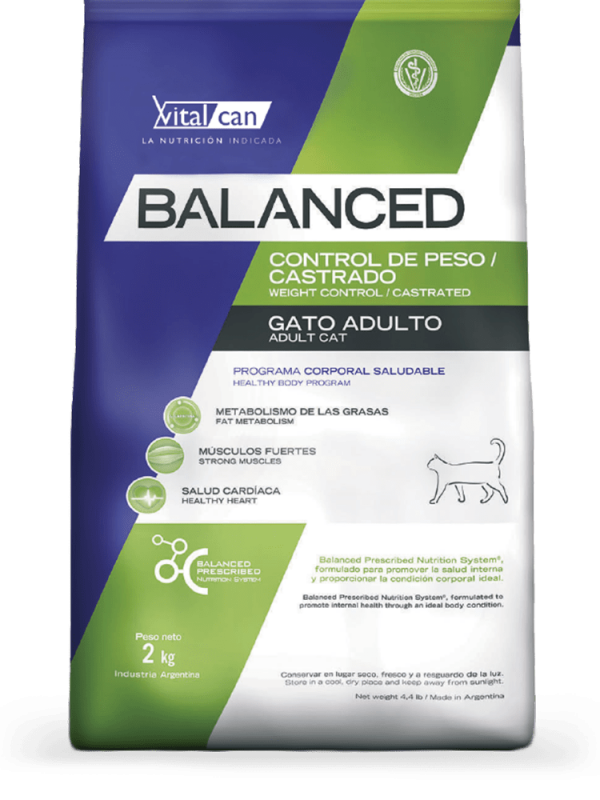 Vital can
LA NUTRICIÓN INDICADA
BALANCED
CONTROL DE PESO /
CASTRADO
WEIGHT CONTROL / CASTRATED
GATO ADULTO
ADULT CAT
PROGRAMA CORPORAL SALUDABLE
HEALTHY BODY PROGRAM
METABOLISMO DE LAS GRASAS
FAT METABOLISM
MÚSCULOS FUERTES
STRONG MUSCLES
SALUD CARDÍACA
HEALTHY HEART
BALANCED
PRESCRIBED
NUTRITION SYSTEM
Balanced Prescribed Nutrition System®,
formulado para promover la salud interna
y proporcionar la condición corporal ideal.
Balanced Prescribed Nutrition System®, formulated to
promote internal health through an ideal body condition.
Peso neto
2 kg
Industria Argentina
Conservar en lugar seco, fresco y a resguardo de la luz.
Store in a cool, dry place and keep away from sunlight.
Net weight 4,4 lb / Made in Argentina